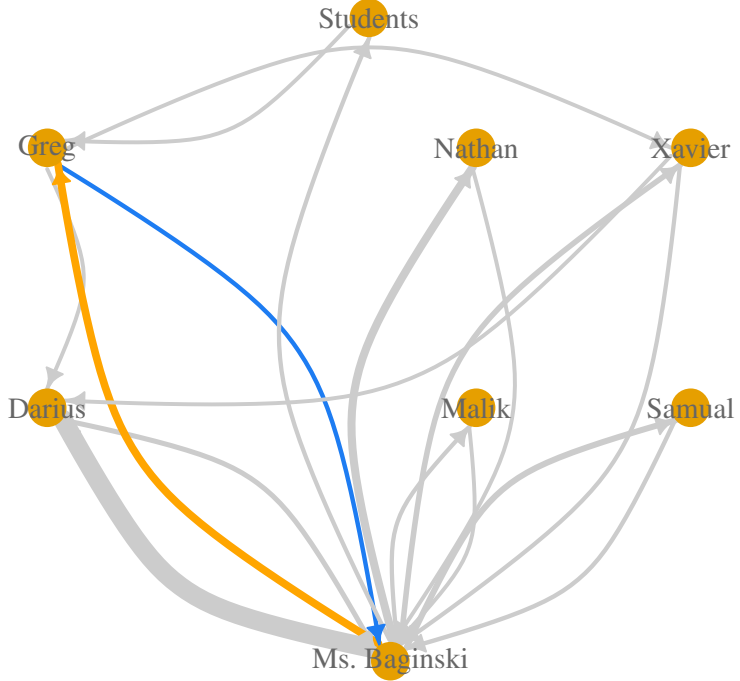 Students
Greg
Nathan
Xavier
Darius
Malik
Samual
Ms. Baginski